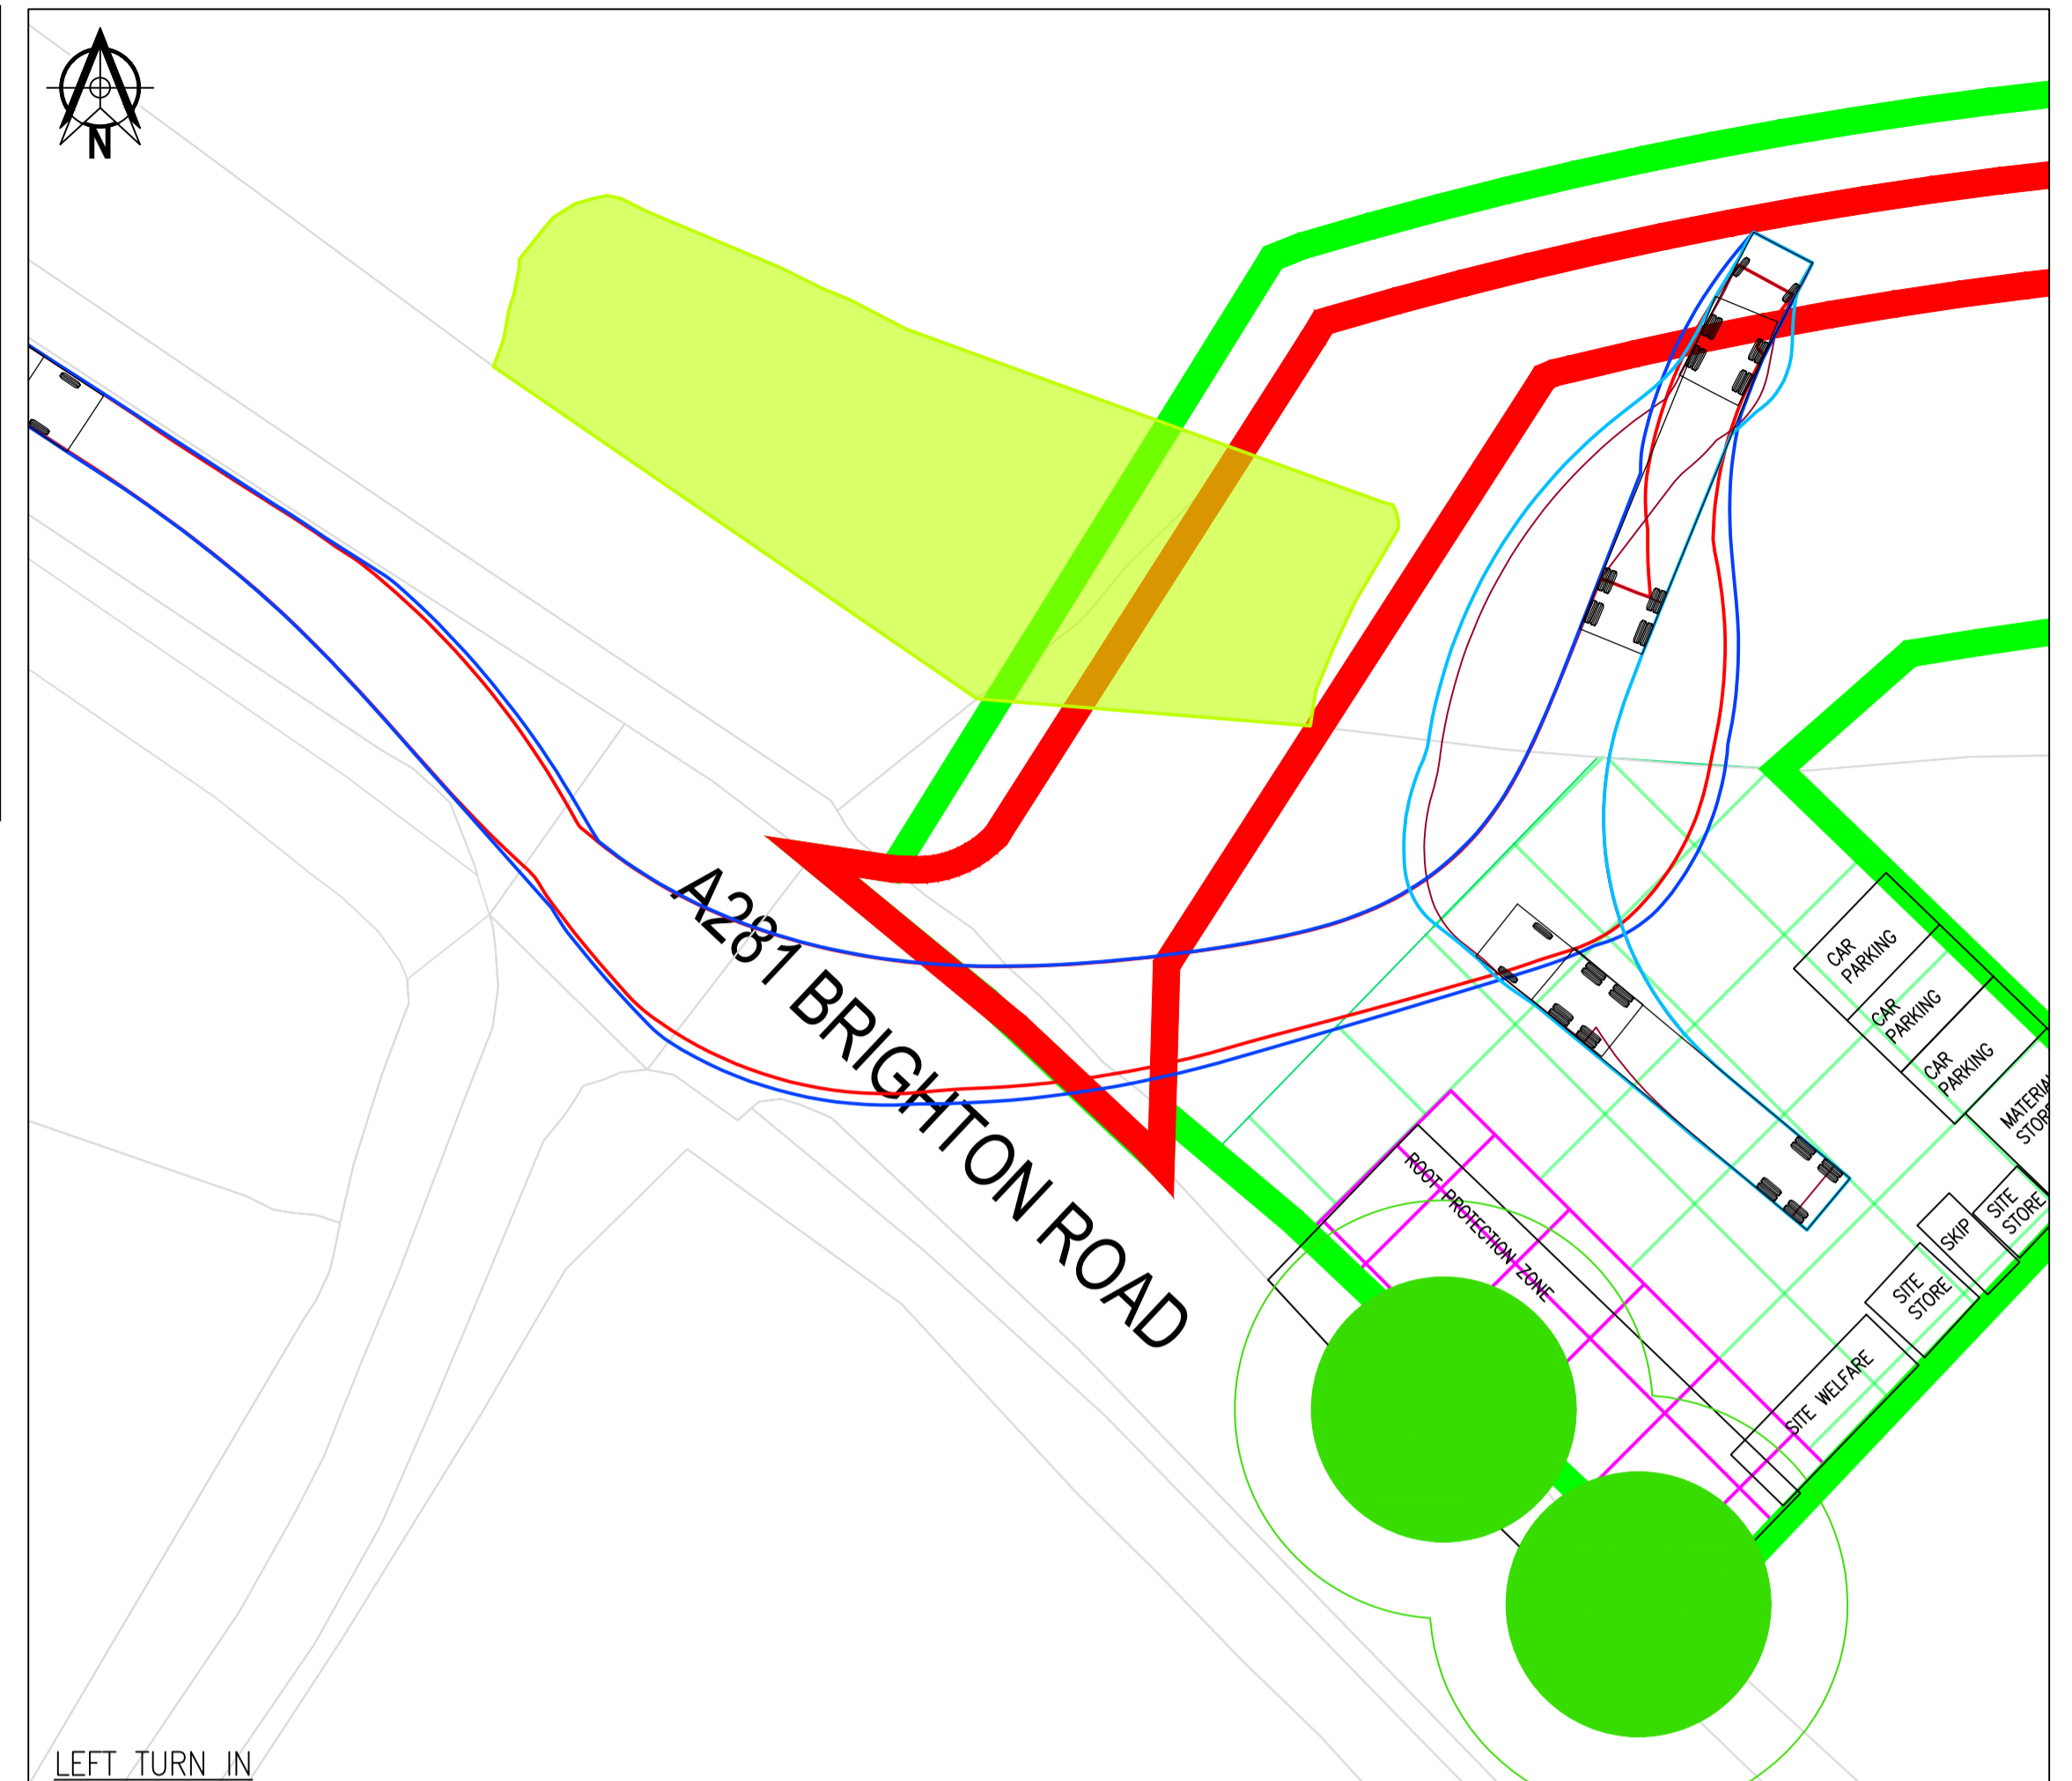 N
A281 BRIGHTON ROAD
CAR
PARKING
CAR
PARKING
CAR
PARKING
STORE
SITE
STORE
SKIP
SITE
STORE
SITE WELFARE
ROOT PROTECTION ZONE
LEFT TURN IN